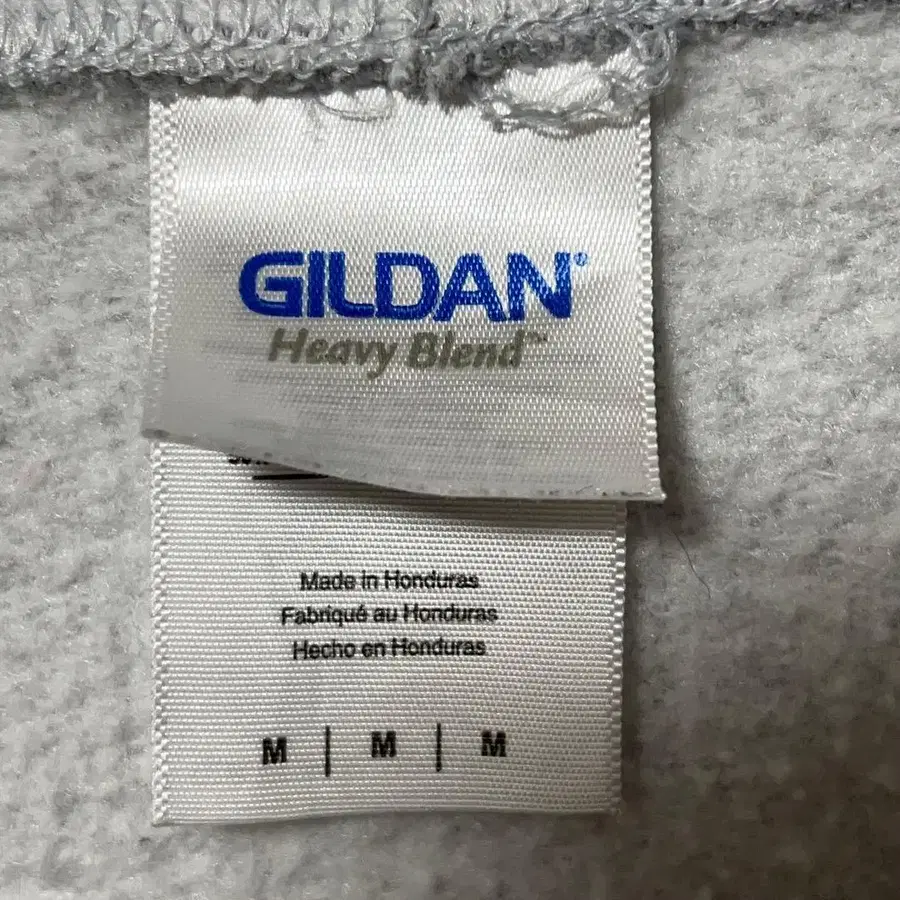 GILDAN®
Heavy Blend™
Made in Honduras
Fabriqué au Honduras
Hecho en Honduras
M | M | M